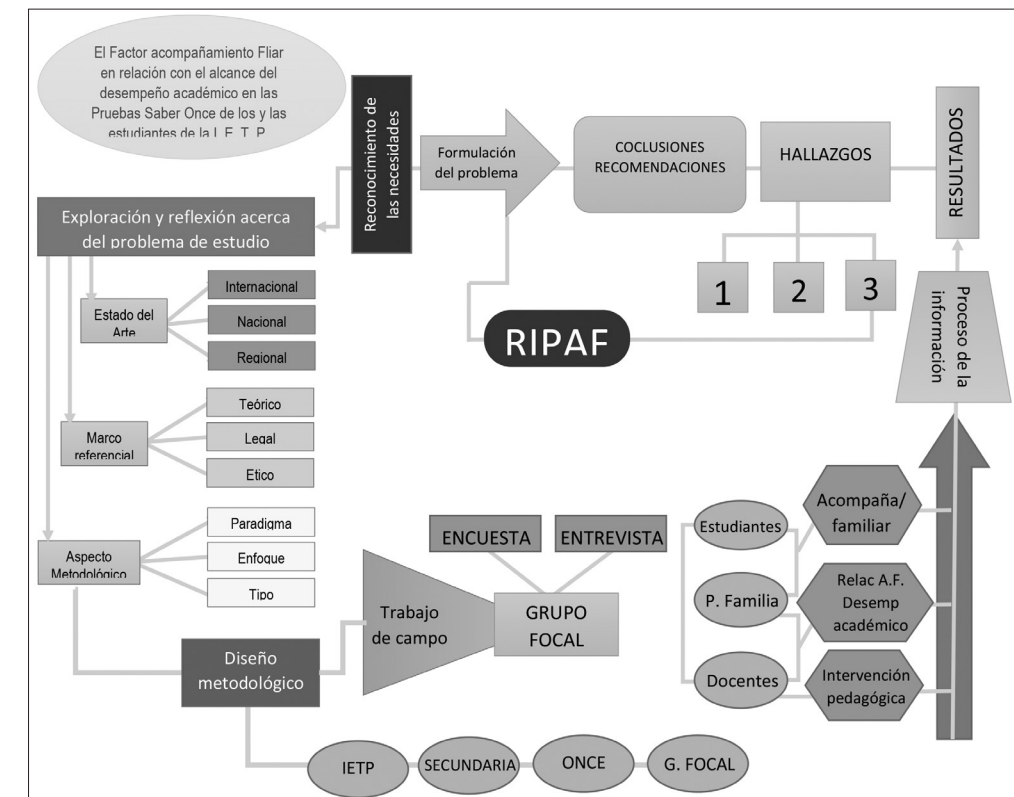 El Factor acompañamiento Fliar
en relación con el alcance del
desempeño académico en las
Pruebas Saber Once de los y las
estudiantes de la I. E. T. P.
Reconocimiento de
las necesidades
Formulación
del problema
COCLUSIONES
RECOMENDACIONES
HALLAZGOS
RESULTADOS
Exploración y reflexión acerca
del problema de estudio
1
2
3
Internacional
Estado del
Arte
Nacional
Regional
RIPAF
Proceso de la
información
Teórico
Marco
referencial
Legal
Etico
Paradigma
Aspecto
Metodológico
Enfoque
Tipo
ENCUESTA
ENTREVISTA
Trabajo
de campo
GRUPO
FOCAL
Estudiantes
Acompaña/
familiar
P. Familia
Relac A.F.
Desemp
académico
Docentes
Intervención
pedagógica
Diseño
metodológico
IETP
SECUNDARIA
ONCE
G. FOCAL